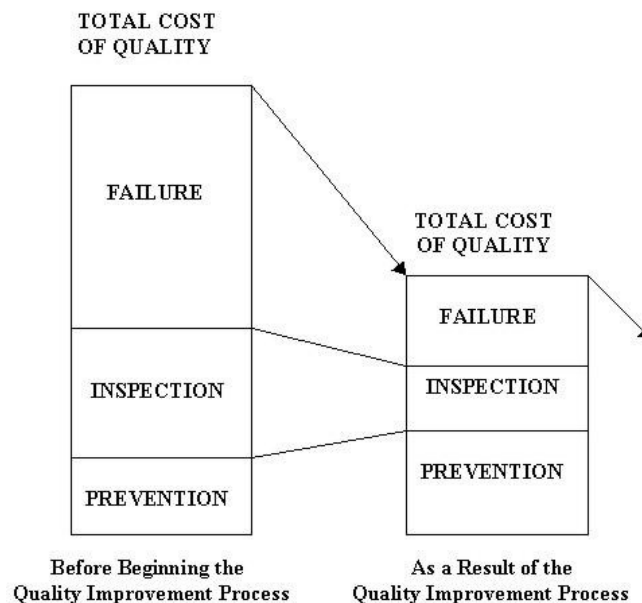 TOTAL COST
OF QUALITY
FAILURE
INSPECTION
PREVENTION
Before Beginning the
Quality Improvement Process
TOTAL COST
OF QUALITY
FAILURE
INSPECTION
PREVENTION
As a Result of the
Quality Improvement Process